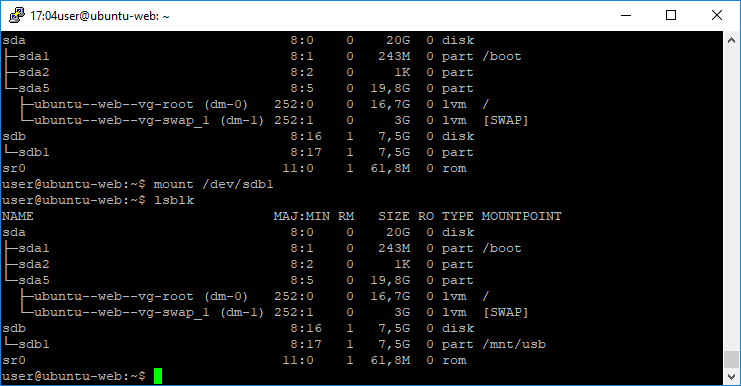 17:04user@ubuntu-web: ~
sda                               8:0    0    20G  0 disk
├─sda1                            8:1    0   243M  0 part /boot
├─sda2                            8:2    0     1K  0 part
└─sda5                            8:5    0  19,8G  0 part
  ├─ubuntu--web--vg-root (dm-0)   252:0    0  16,7G  0 lvm  /
  └─ubuntu--web--vg-swap_1 (dm-1) 252:1    0     3G  0 lvm  [SWAP]
sdb                               8:16   1   7,5G  0 disk
└─sdb1                            8:17   1   7,5G  0 part
sr0                              11:0    1  61,8M  0 rom
user@ubuntu-web:~$ mount /dev/sdb1
user@ubuntu-web:~$ lsblk
NAME                            MAJ:MIN RM   SIZE RO TYPE MOUNTPOINT
sda                               8:0    0    20G  0 disk
├─sda1                            8:1    0   243M  0 part /boot
├─sda2                            8:2    0     1K  0 part
└─sda5                            8:5    0  19,8G  0 part
  ├─ubuntu--web--vg-root (dm-0)   252:0    0  16,7G  0 lvm  /
  └─ubuntu--web--vg-swap_1 (dm-1) 252:1    0     3G  0 lvm  [SWAP]
sdb                               8:16   1   7,5G  0 disk
└─sdb1                            8:17   1   7,5G  0 part /mnt/usb
sr0                              11:0    1  61,8M  0 rom
user@ubuntu-web:~$